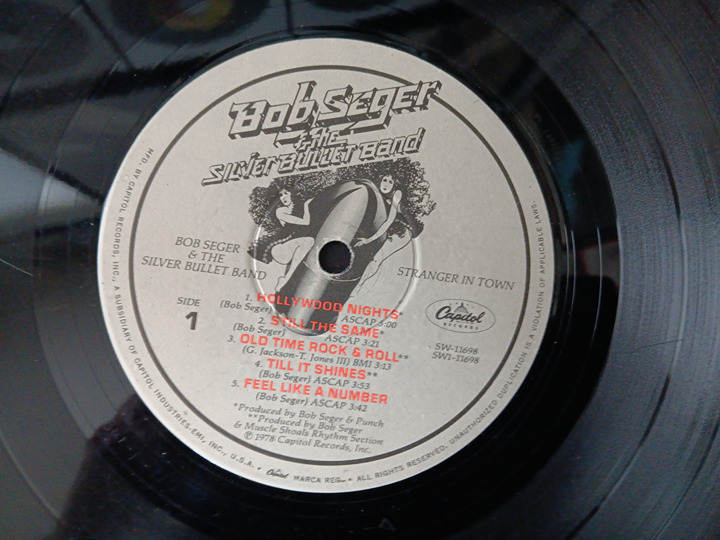 Bob Seger
& the
Silver Bullet Band
BOB SEGER
& THE
SILVER BULLET BAND
STRANGER IN TOWN
SIDE
1
Capitol
RECORDS
SW-11698
SW1-11698
1. HOLLYWOOD NIGHTS*
(Bob Seger) ASCAP 5:00
2. STILL THE SAME*
(Bob Seger) ASCAP 3:21
3. OLD TIME ROCK & ROLL**
(G. Jackson-T. Jones III) BMI 3:13
4. TILL IT SHINES**
(Bob Seger) ASCAP 3:53
5. FEEL LIKE A NUMBER
(Bob Seger) ASCAP 3:42
*Produced by Bob Seger & Punch
**Produced by Bob Seger
& Muscle Shoals Rhythm Section
℗ 1978 Capitol Records, Inc.
MFD. BY CAPITOL RECORDS, INC., A SUBSIDIARY OF CAPITOL INDUSTRIES-EMI, INC., U.S.A. • Capitol MARCA REG. • ALL RIGHTS RESERVED. UNAUTHORIZED DUPLICATION IS A VIOLATION OF APPLICABLE LAWS.